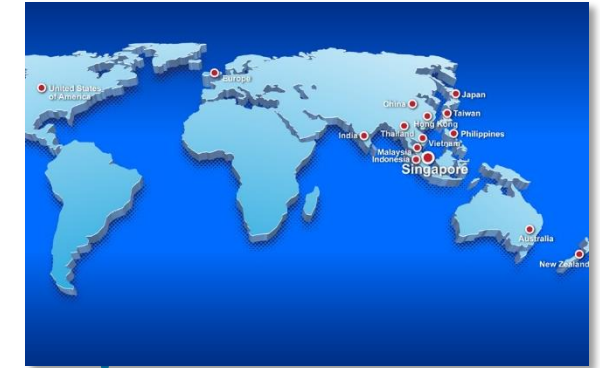 United States
of America
Europe
Japan
China
Taiwan
Hong Kong
India
Thailand
Philippines
Vietnam
Malaysia
Indonesia
Singapore
Australia
New Zealand